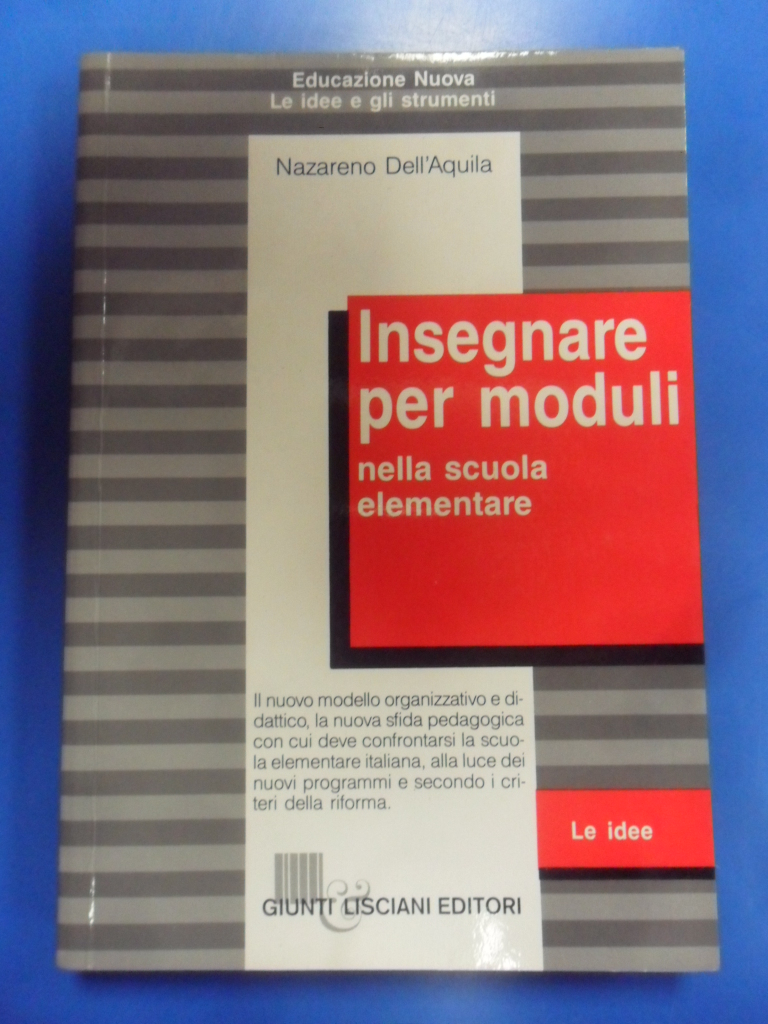 Educazione Nuova
Le idee e gli strumenti
Nazareno Dell'Aquila
Insegnare
per moduli
nella scuola
elementare
Il nuovo modello organizzativo e di-
dattico, la nuova sfida pedagogica
con cui deve confrontarsi la scuo-
la elementare italiana, alla luce dei
nuovi programmi e secondo i cri-
teri della riforma.
Le idee
GIUNTI & LISCIANI EDITORI